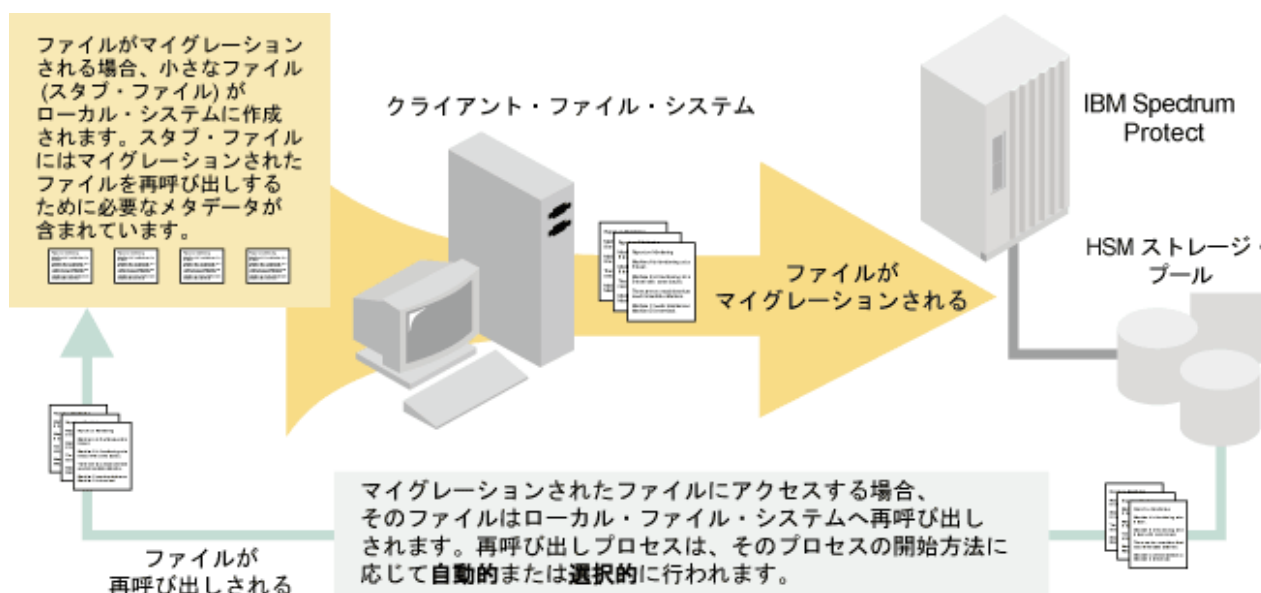 ファイルがマイグレーション
される場合、小さなファイル
(スタブ・ファイル) が
ローカル・システムに作成
されます。スタブ・ファイル
にはマイグレーションされた
ファイルを再呼び出しする
ために必要なメタデータが
含まれています。
クライアント・ファイル・システム
IBM Spectrum
Protect
ファイルが
マイグレーションされる
HSM ストレージ・
プール
マイグレーションされたファイルにアクセスする場合、
そのファイルはローカル・ファイル・システムへ再呼び出し
されます。再呼び出しプロセスは、そのプロセスの開始方法に
応じて自動的または選択的に行われます。
ファイルが
再呼び出しされる